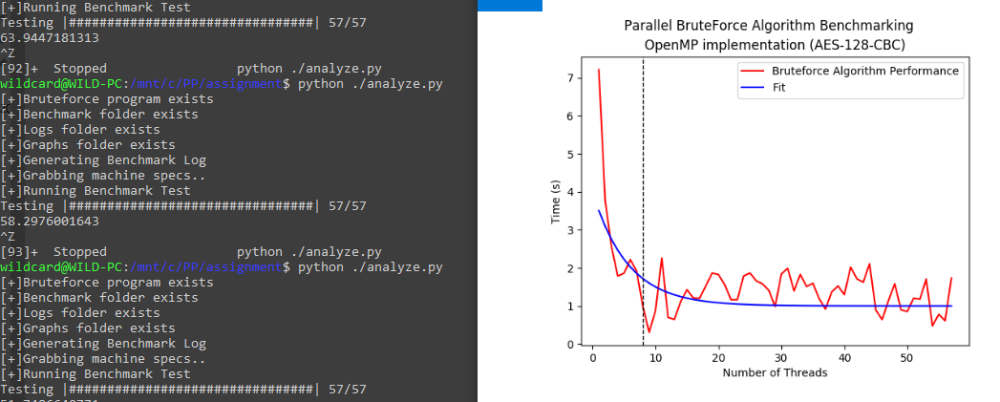 [+]Running Benchmark Test
Testing |################################| 57/57
63.9447181313
^Z
[92]+  Stopped                 python ./analyze.py
wildcard@WILD-PC:/mnt/c/PP/assignment$ python ./analyze.py
[+]Bruteforce program exists
[+]Benchmark folder exists
[+]Logs folder exists
[+]Graphs folder exists
[+]Generating Benchmark Log
[+]Grabbing machine specs..
[+]Running Benchmark Test
Testing |################################| 57/57
58.2976001643
^Z
[93]+  Stopped                 python ./analyze.py
wildcard@WILD-PC:/mnt/c/PP/assignment$ python ./analyze.py
[+]Bruteforce program exists
[+]Benchmark folder exists
[+]Logs folder exists
[+]Graphs folder exists
[+]Generating Benchmark Log
[+]Grabbing machine specs..
[+]Running Benchmark Test
Testing |################################| 57/57
Parallel BruteForce Algorithm Benchmarking
OpenMP implementation (AES-128-CBC)
Bruteforce Algorithm Performance
Fit
Time (s)
7
6
5
4
3
2
1
0
0 10 20 30 40 50
Number of Threads